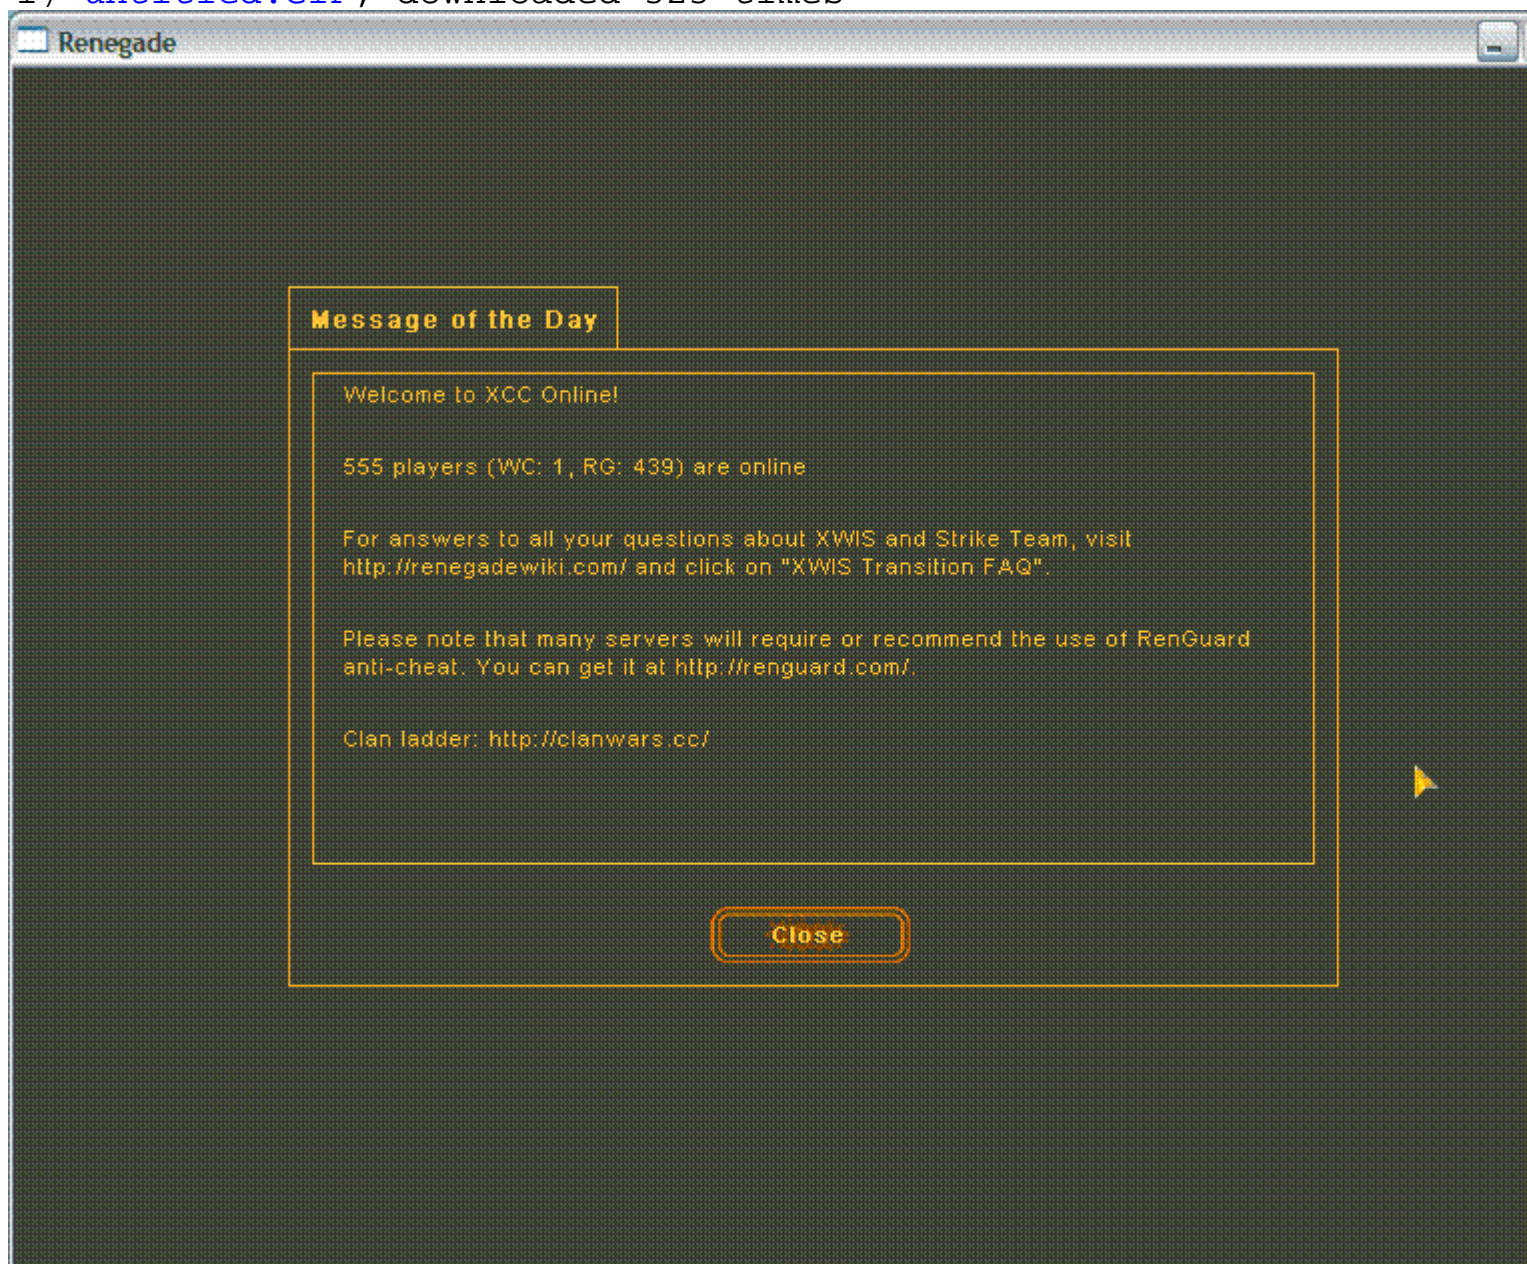 Renegade
Message of the Day
Welcome to XCC Online!
555 players (WC: 1, RG: 439) are online
For answers to all your questions about XWIS and Strike Team, visit
http://renegadewiki.com/ and click on "XWIS Transition FAQ".
Please note that many servers will require or recommend the use of RenGuard
anti-cheat. You can get it at http://renguard.com/.
Clan ladder: http://clanwars.cc/
Close